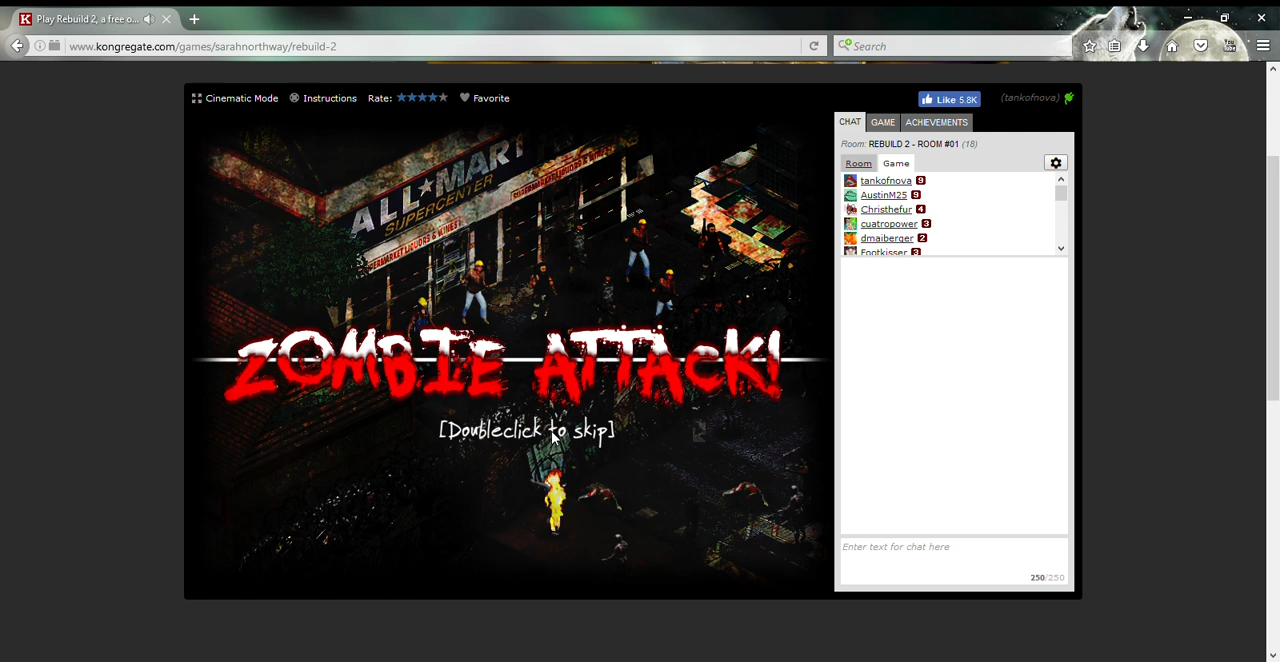 Play Rebuild 2, a free o...
www.kongregate.com/games/sarahnorthway/rebuild-2
Search
You
Cinematic Mode
Instructions
Rate:
Favorite
Like 5.8K
(tankofnova)
CHAT
GAME
ACHIEVEMENTS
Room: REBUILD 2 - ROOM #01 (18)
Room
Game
tankofnova 9
AustinM25 9
Christhefur 4
cuatropower 3
dmaiberger 2
Footkisser 3
ALL★MART
SUPERCENTER
ZOMBIE ATTACK!
[Doubleclick to skip]
Enter text for chat here
250/250